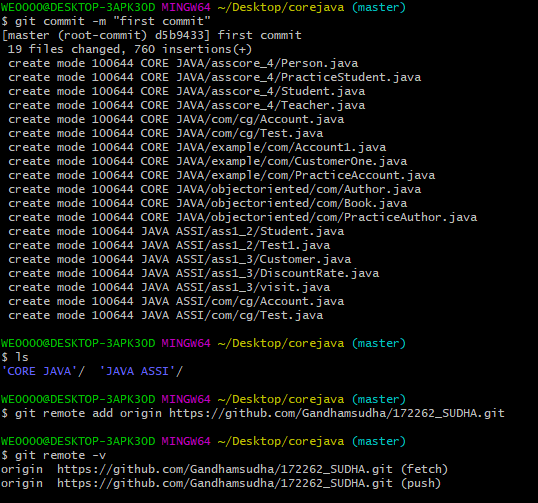 WE0000@DESKTOP-3APK3OD MINGW64 ~/Desktop/corejava (master)
$ git commit -m "first commit"
[master (root-commit) d5b9433] first commit
 19 files changed, 760 insertions(+)
 create mode 100644 CORE JAVA/asscore_4/Person.java
 create mode 100644 CORE JAVA/asscore_4/PracticeStudent.java
 create mode 100644 CORE JAVA/asscore_4/Student.java
 create mode 100644 CORE JAVA/asscore_4/Teacher.java
 create mode 100644 CORE JAVA/com/cg/Account.java
 create mode 100644 CORE JAVA/com/cg/Test.java
 create mode 100644 CORE JAVA/example/com/Account1.java
 create mode 100644 CORE JAVA/example/com/CustomerOne.java
 create mode 100644 CORE JAVA/example/com/PracticeAccount.java
 create mode 100644 CORE JAVA/objectoriented/com/Author.java
 create mode 100644 CORE JAVA/objectoriented/com/Book.java
 create mode 100644 CORE JAVA/objectoriented/com/PracticeAuthor.java
 create mode 100644 JAVA ASSI/ass1_2/Student.java
 create mode 100644 JAVA ASSI/ass1_2/Test1.java
 create mode 100644 JAVA ASSI/ass1_3/Customer.java
 create mode 100644 JAVA ASSI/ass1_3/DiscountRate.java
 create mode 100644 JAVA ASSI/ass1_3/visit.java
 create mode 100644 JAVA ASSI/com/cg/Account.java
 create mode 100644 JAVA ASSI/com/cg/Test.java
WE0000@DESKTOP-3APK3OD MINGW64 ~/Desktop/corejava (master)
$ ls
'CORE JAVA'/  'JAVA ASSI'/
WE0000@DESKTOP-3APK3OD MINGW64 ~/Desktop/corejava (master)
$ git remote add origin https://github.com/Gandhamsudha/172262_SUDHA.git
WE0000@DESKTOP-3APK3OD MINGW64 ~/Desktop/corejava (master)
$ git remote -v
origin  https://github.com/Gandhamsudha/172262_SUDHA.git (fetch)
origin  https://github.com/Gandhamsudha/172262_SUDHA.git (push)